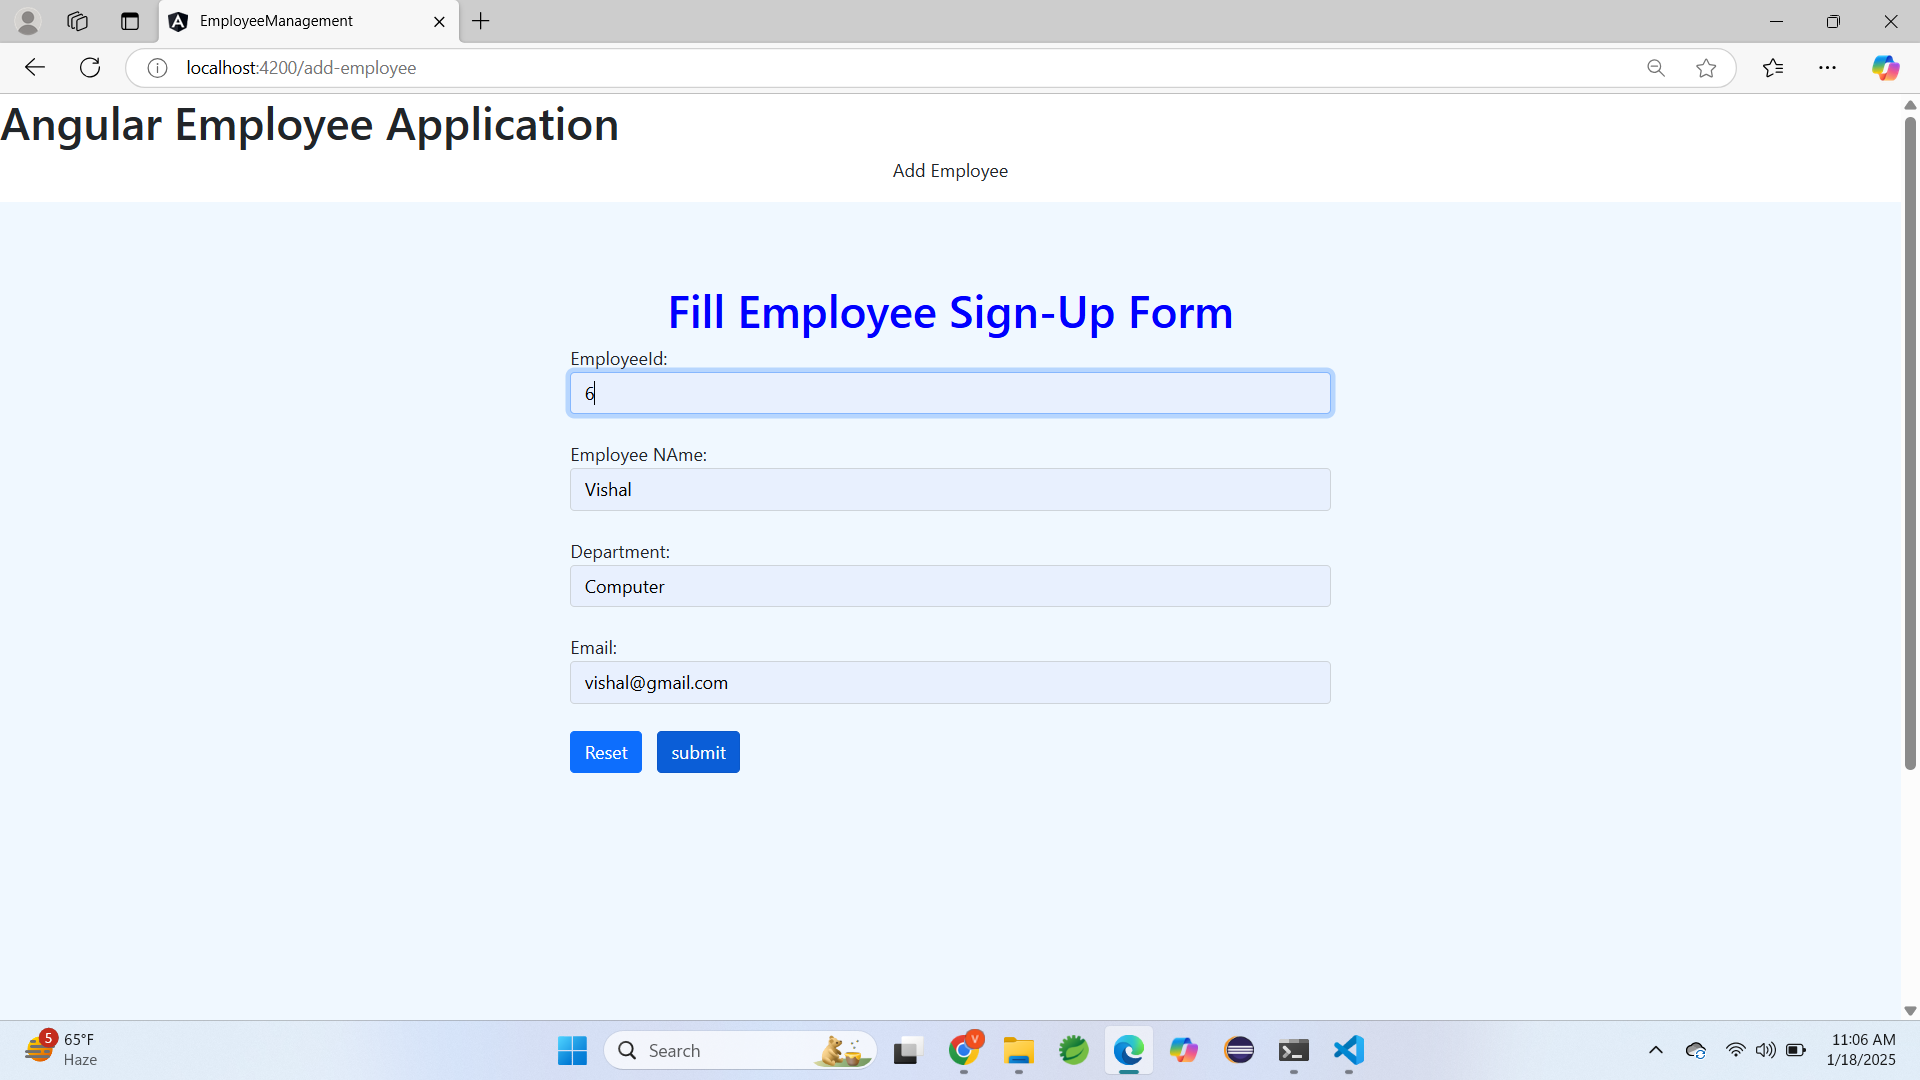 EmployeeManagement
localhost:4200/add-employee
Angular Employee Application
Add Employee
Fill Employee Sign-Up Form
EmployeeId:
6
Employee NAme:
Vishal
Department:
Computer
Email:
vishal@gmail.com
Reset submit
5
65°F
Haze
Search
V
11:06 AM
1/18/2025